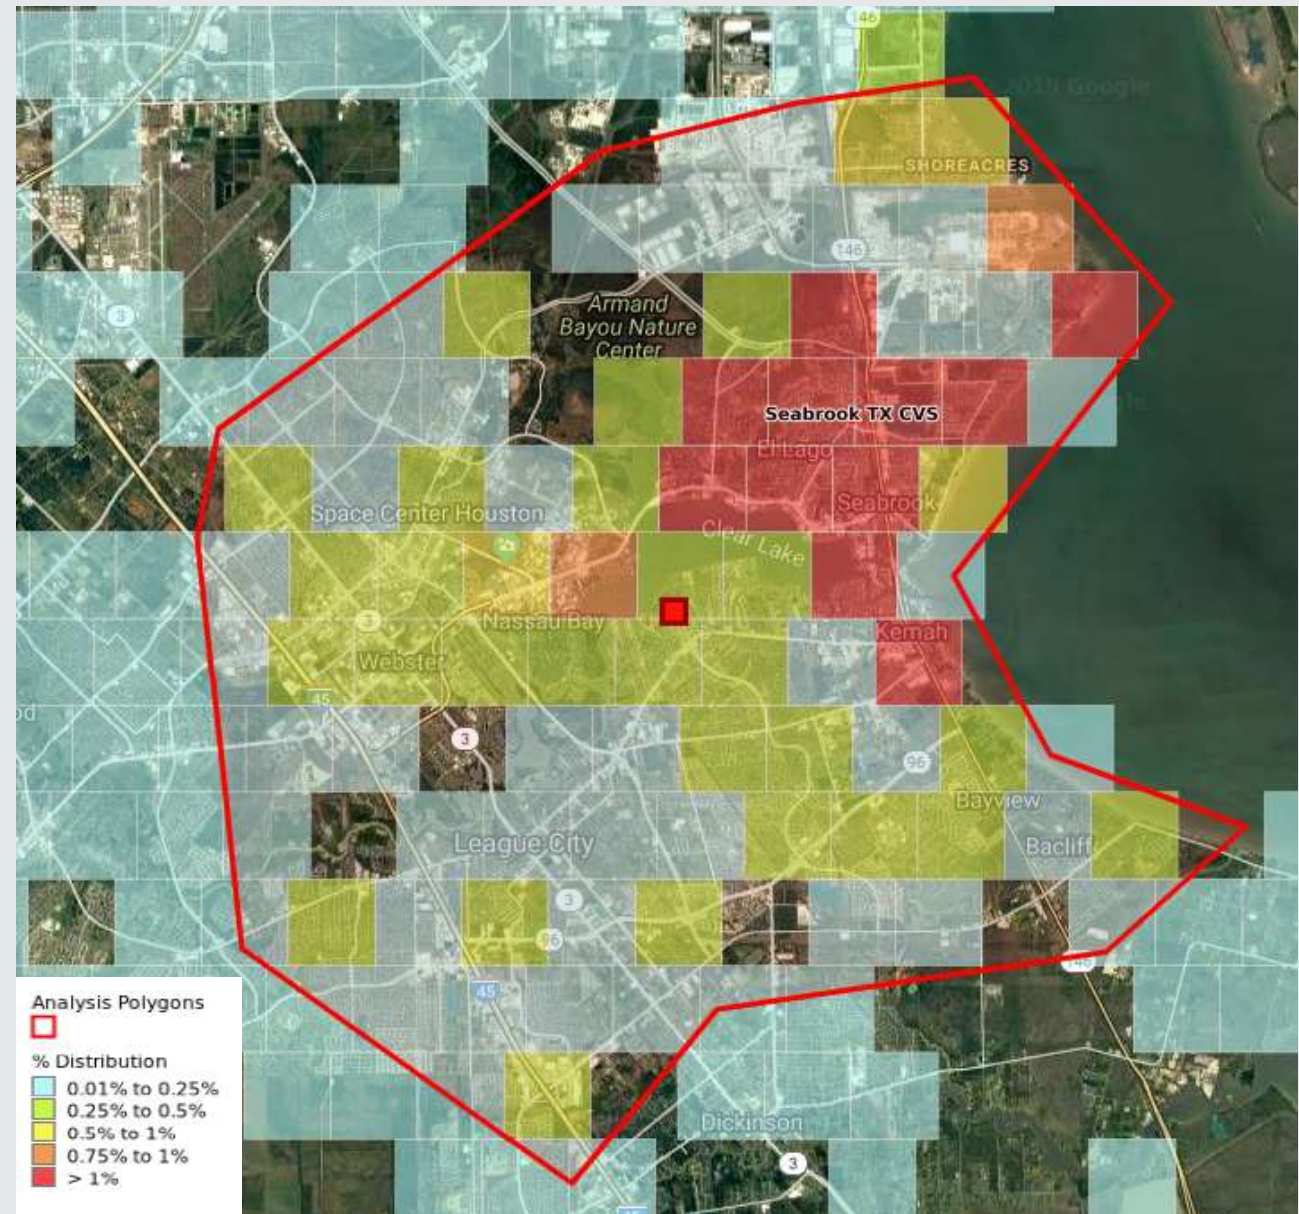 146
2019 Google
SHOREACRES
146
3
Armand
Bayou Nature
Center
Seabrook TX CVS
El Lago
Seabrook
Space Center Houston
Clear Lake
Nassau Bay
3
Kemah
Webster
45
3
96
Bayview
League City
Bacliff
3
96
146
45
Analysis Polygons
% Distribution
0.01% to 0.25%
0.25% to 0.5%
0.5% to 1%
0.75% to 1%
> 1%
Dickinson
3